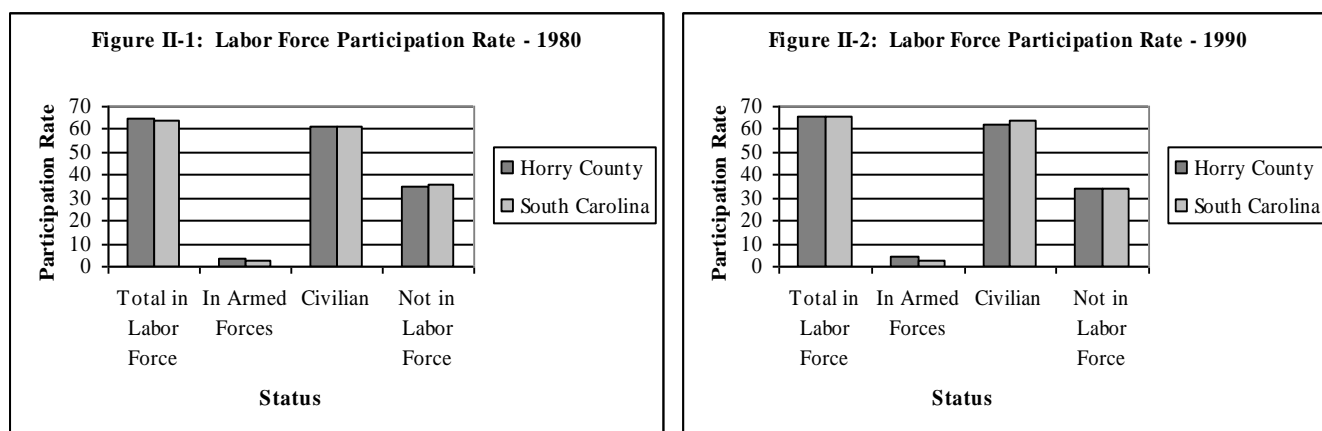 Figure II-1: Labor Force Participation Rate - 1980
Participation Rate
70
60
50
40
30
20
10
0
Total in Labor Force
In Armed Forces
Civilian
Not in Labor Force
Status
Horry County
South Carolina
Figure II-2: Labor Force Participation Rate - 1990
Participation Rate
70
60
50
40
30
20
10
0
Total in Labor Force
In Armed Forces
Civilian
Not in Labor Force
Status
Horry County
South Carolina